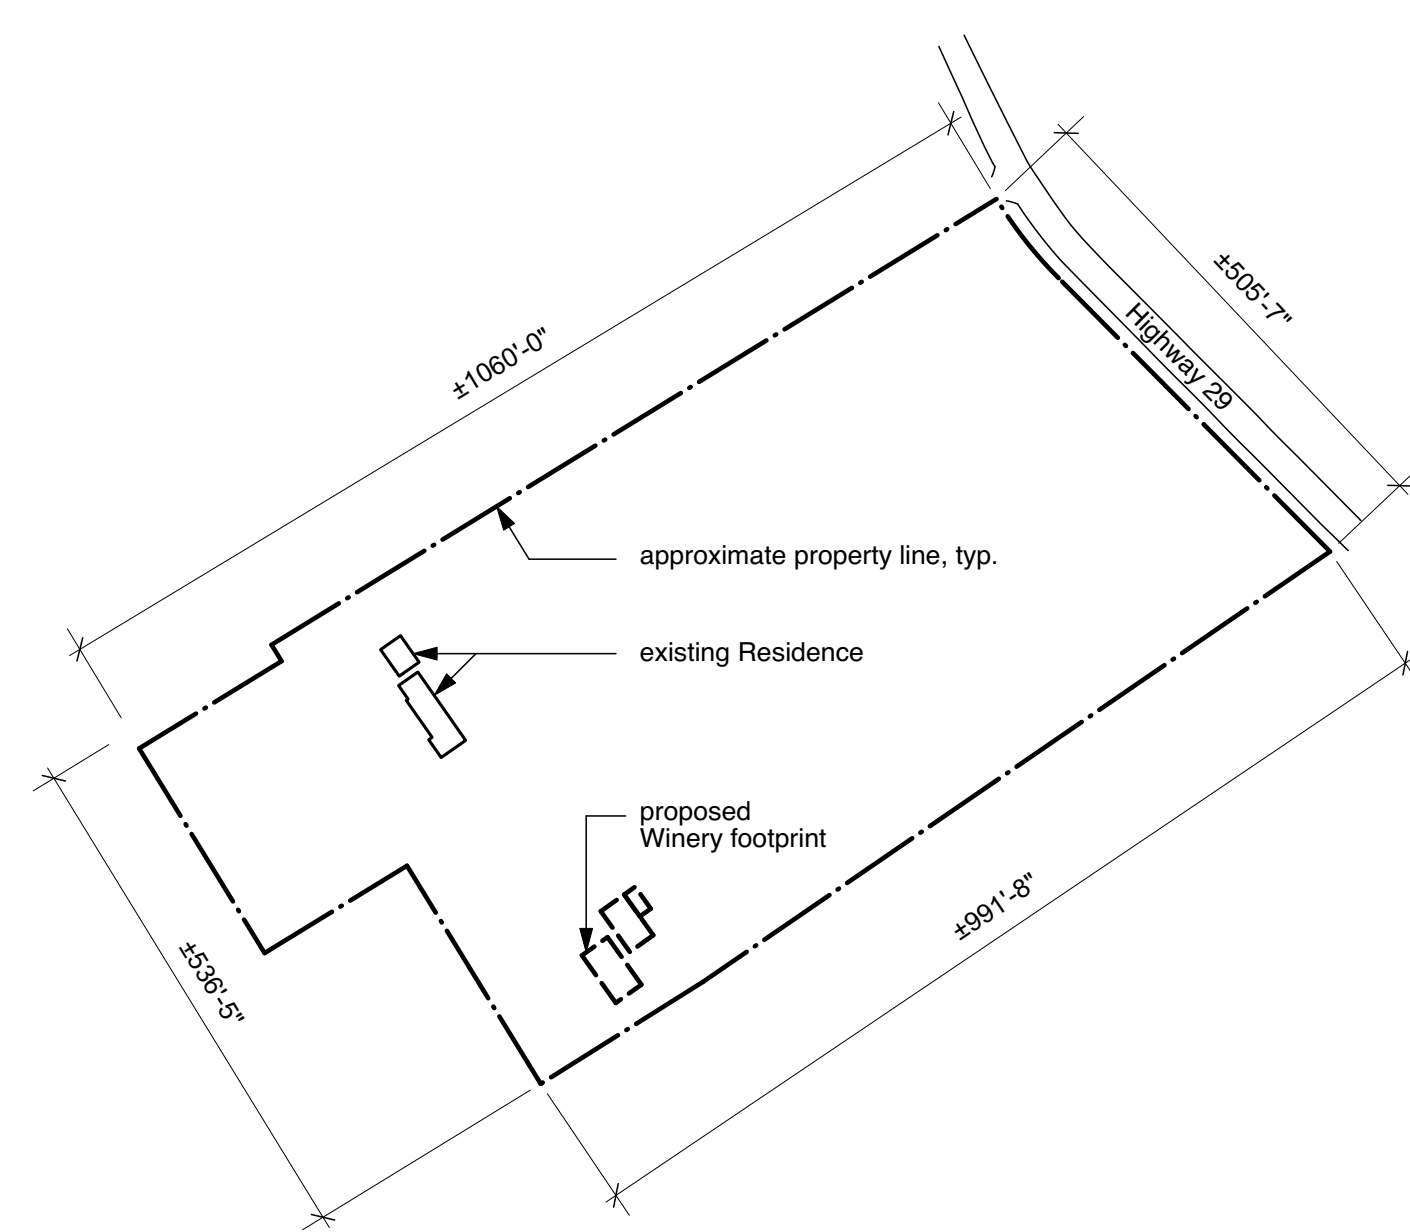 ±505'-7"
Highway 29
±1060'-0"
approximate property line, typ.
existing Residence
proposed
Winery footprint
±991'-8"
±536'-5"